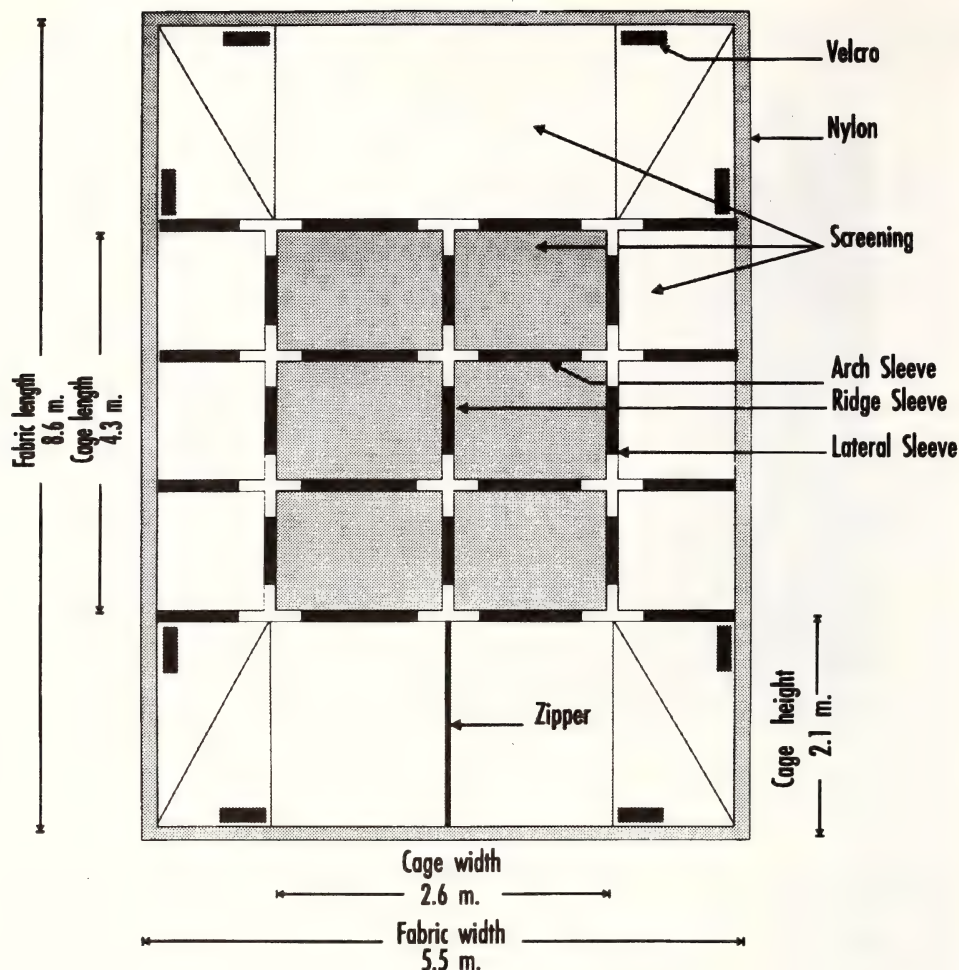 Velcro
Nylon
Screening
Arch Sleeve
Ridge Sleeve
Lateral Sleeve
Fabric length
8.6 m.
Cage length
4.3 m.
Zipper
Cage height
2.1 m.
Cage width
2.6 m.
Fabric width
5.5 m.